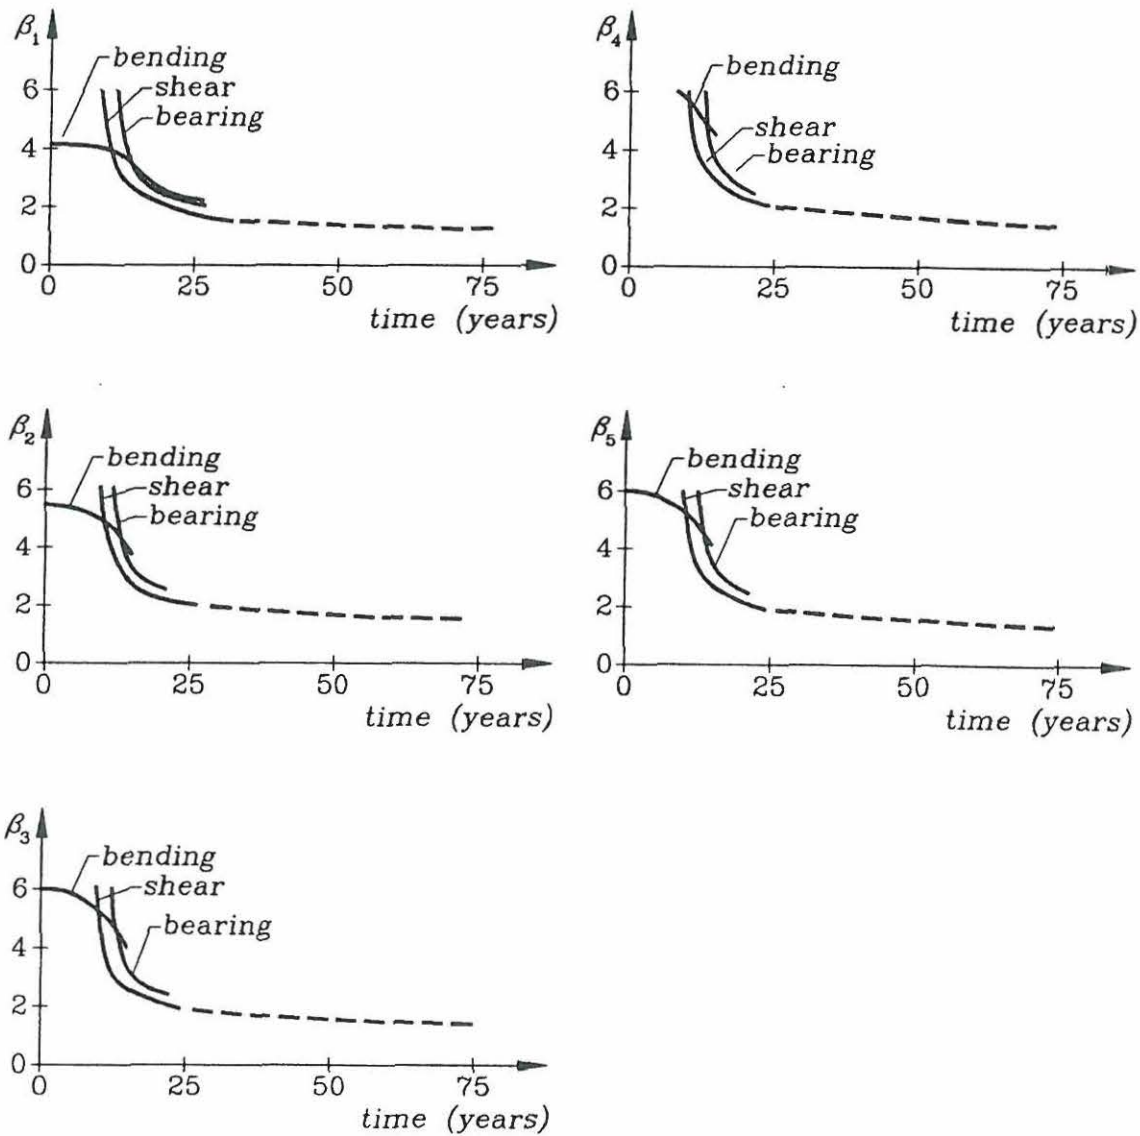 β₁
bending
shear
bearing
6
4
2
0
0 25 50 75
time (years)
β₄
bending
shear
bearing
6
4
2
0
0 25 50 75
time (years)
β₂
bending
shear
bearing
6
4
2
0
0 25 50 75
time (years)
β₅
bending
shear
bearing
6
4
2
0
0 25 50 75
time (years)
β₃
bending
shear
bearing
6
4
2
0
0 25 50 75
time (years)